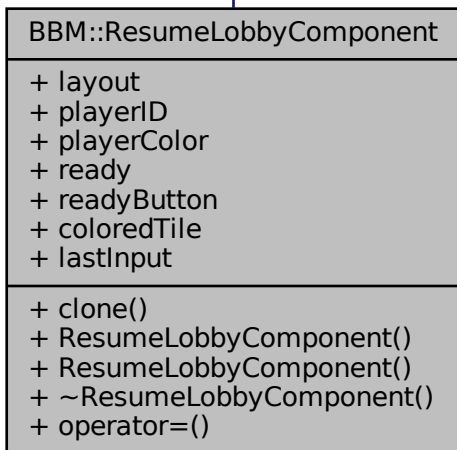 BBM::ResumeLobbyComponent
+ layout
+ playerID
+ playerColor
+ ready
+ readyButton
+ coloredTile
+ lastInput
+ clone()
+ ResumeLobbyComponent()
+ ResumeLobbyComponent()
+ ~ResumeLobbyComponent()
+ operator=()